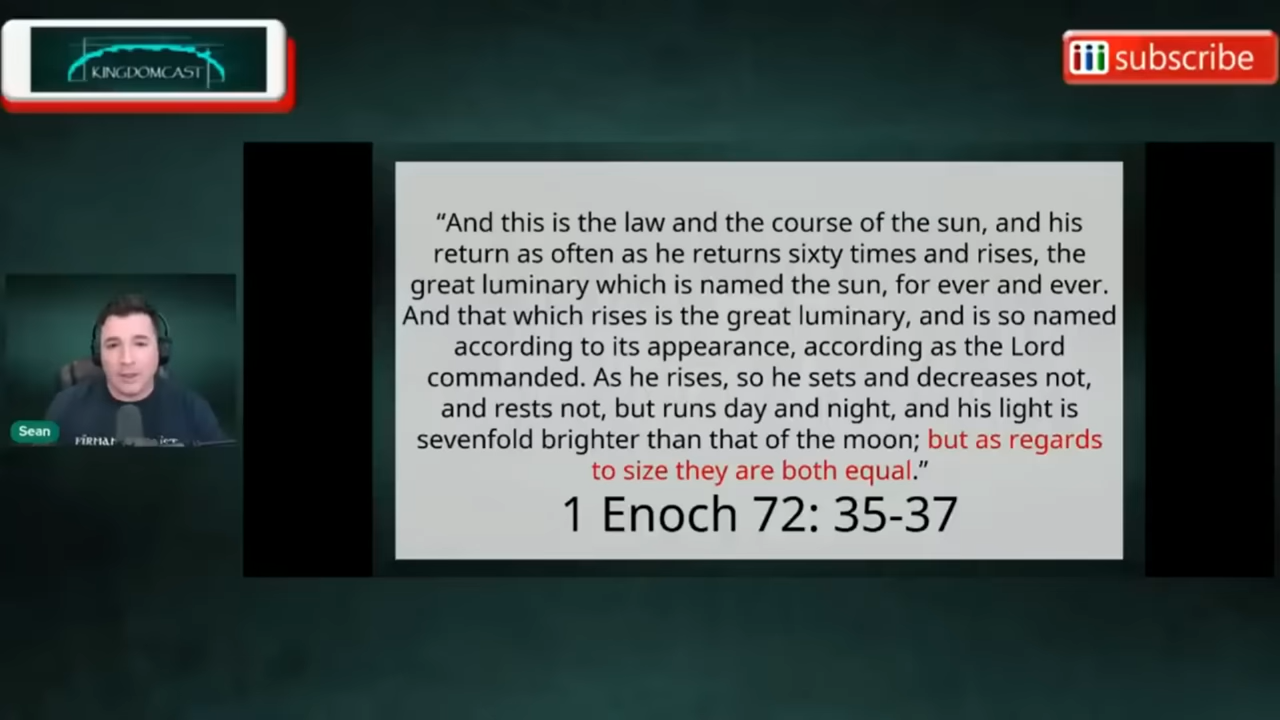 KINGDOMCAST
subscribe
“And this is the law and the course of the sun, and his
return as often as he returns sixty times and rises, the
great luminary which is named the sun, for ever and ever.
And that which rises is the great luminary, and is so named
according to its appearance, according as the Lord
commanded. As he rises, so he sets and decreases not,
and rests not, but runs day and night, and his light is
sevenfold brighter than that of the moon; but as regards
to size they are both equal.”
1 Enoch 72: 35-37
Sean